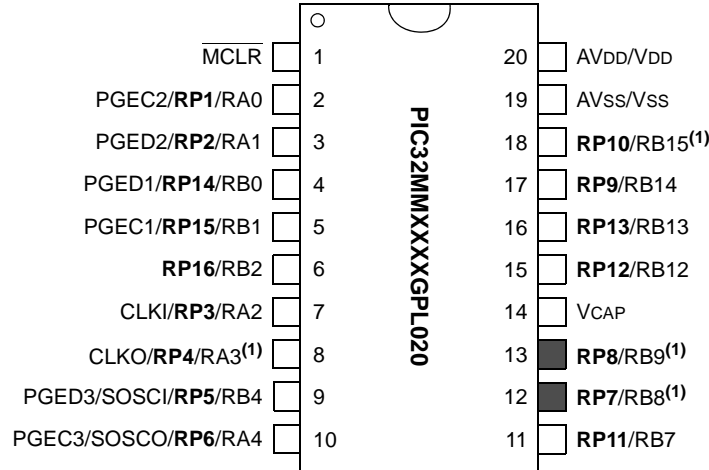 MCLR 1
PGEC2/RP1/RA0 2
PGED2/RP2/RA1 3
PGED1/RP14/RB0 4
PGEC1/RP15/RB1 5
RP16/RB2 6
CLKI/RP3/RA2 7
CLKO/RP4/RA3(1) 8
PGED3/SOSCI/RP5/RB4 9
PGEC3/SOSCO/RP6/RA4 10
PIC32MMXXXXGPL020
20 AVDD/VDD
19 AVSS/VSS
18 RP10/RB15(1)
17 RP9/RB14
16 RP13/RB13
15 RP12/RB12
14 VCAP
13 RP8/RB9(1)
12 RP7/RB8(1)
11 RP11/RB7